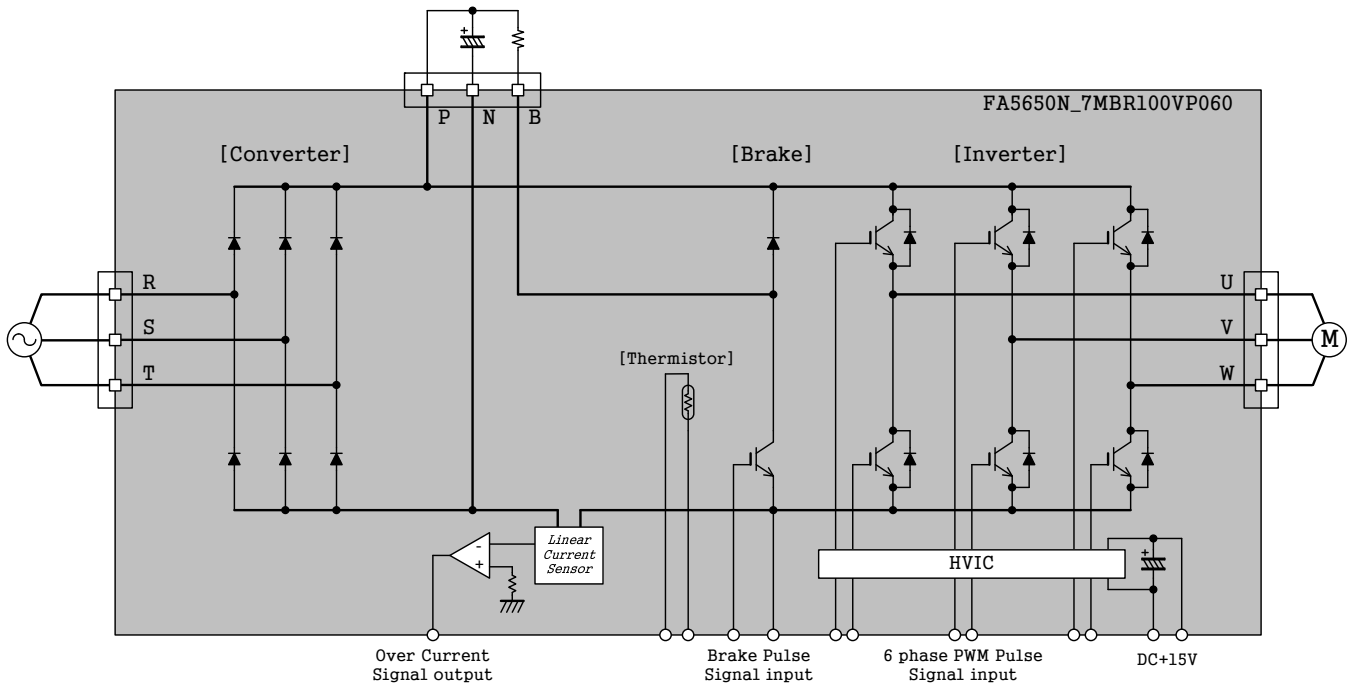 +
P
N
B
FA5650N_7MBR100VP060
[Converter]
[Brake]
[Inverter]
R
S
T
U
V
W
M
[Thermistor]
Linear
Current
Sensor
-
+
HVIC
+
Over Current
Signal output
Brake Pulse
Signal input
6 phase PWM Pulse
Signal input
DC+15V